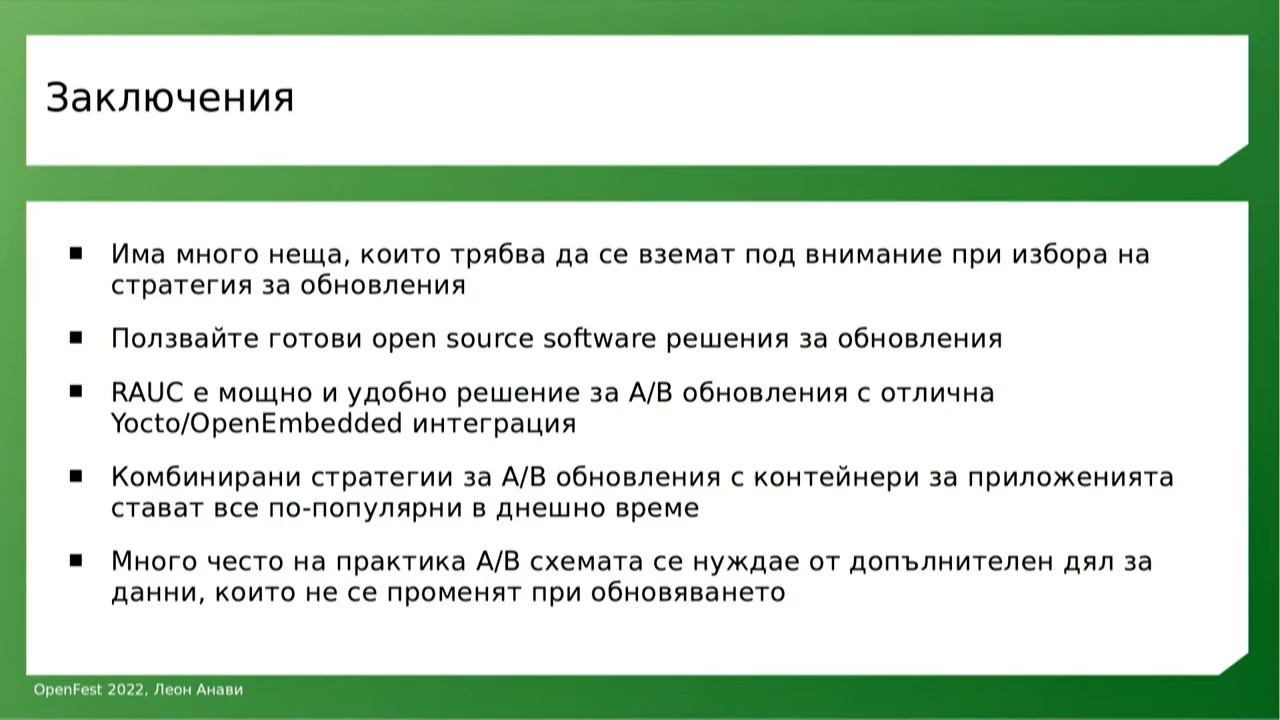 Заключения
Има много неща, които трябва да се вземат под внимание при избора на
стратегия за обновления
Ползвайте готови open source software решения за обновления
RAUC е мощно и удобно решение за A/B обновления с отлична
Yocto/OpenEmbedded интеграция
Комбинирани стратегии за A/B обновления с контейнери за приложенията
стават все по-популярни в днешно време
Много често на практика A/B схемата се нуждае от допълнителен дял за
данни, които не се променят при обновяването
OpenFest 2022, Леон Анави